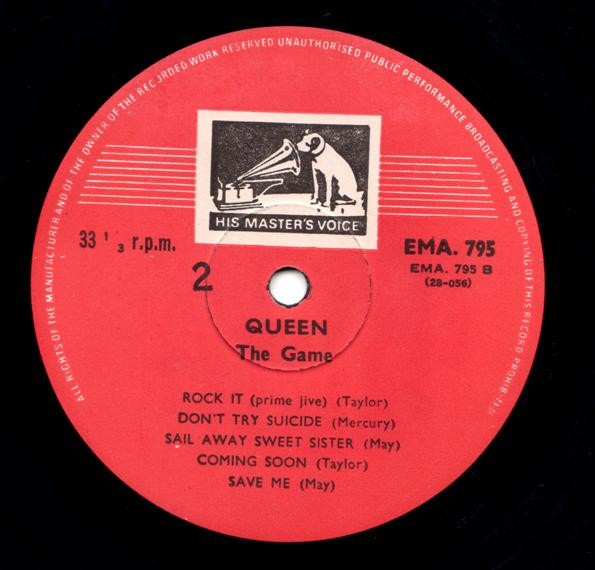 ALL RIGHTS OF THE MANUFACTURER AND OF THE OWNER OF THE RECORDED WORK RESERVED UNAUTHORISED PUBLIC PERFORMANCE BROADCASTING AND COPYING OF THIS RECORD PROHIBITED
HIS MASTER'S VOICE
33 1 3 r.p.m.
EMA. 795
2
EMA. 795 B
(28-056)
QUEEN
The Game
ROCK IT (prime jive) (Taylor)
DON'T TRY SUICIDE (Mercury)
SAIL AWAY SWEET SISTER (May)
COMING SOON (Taylor)
SAVE ME (May)